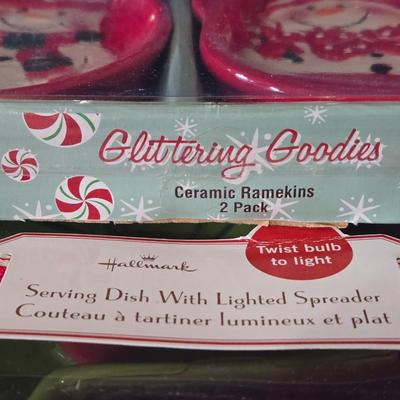 Glittering Goodies
Ceramic Ramekins
2 Pack
Twist bulb
to light
Hallmark
Serving Dish With Lighted Spreader
Couteau à tartiner lumineux et plat